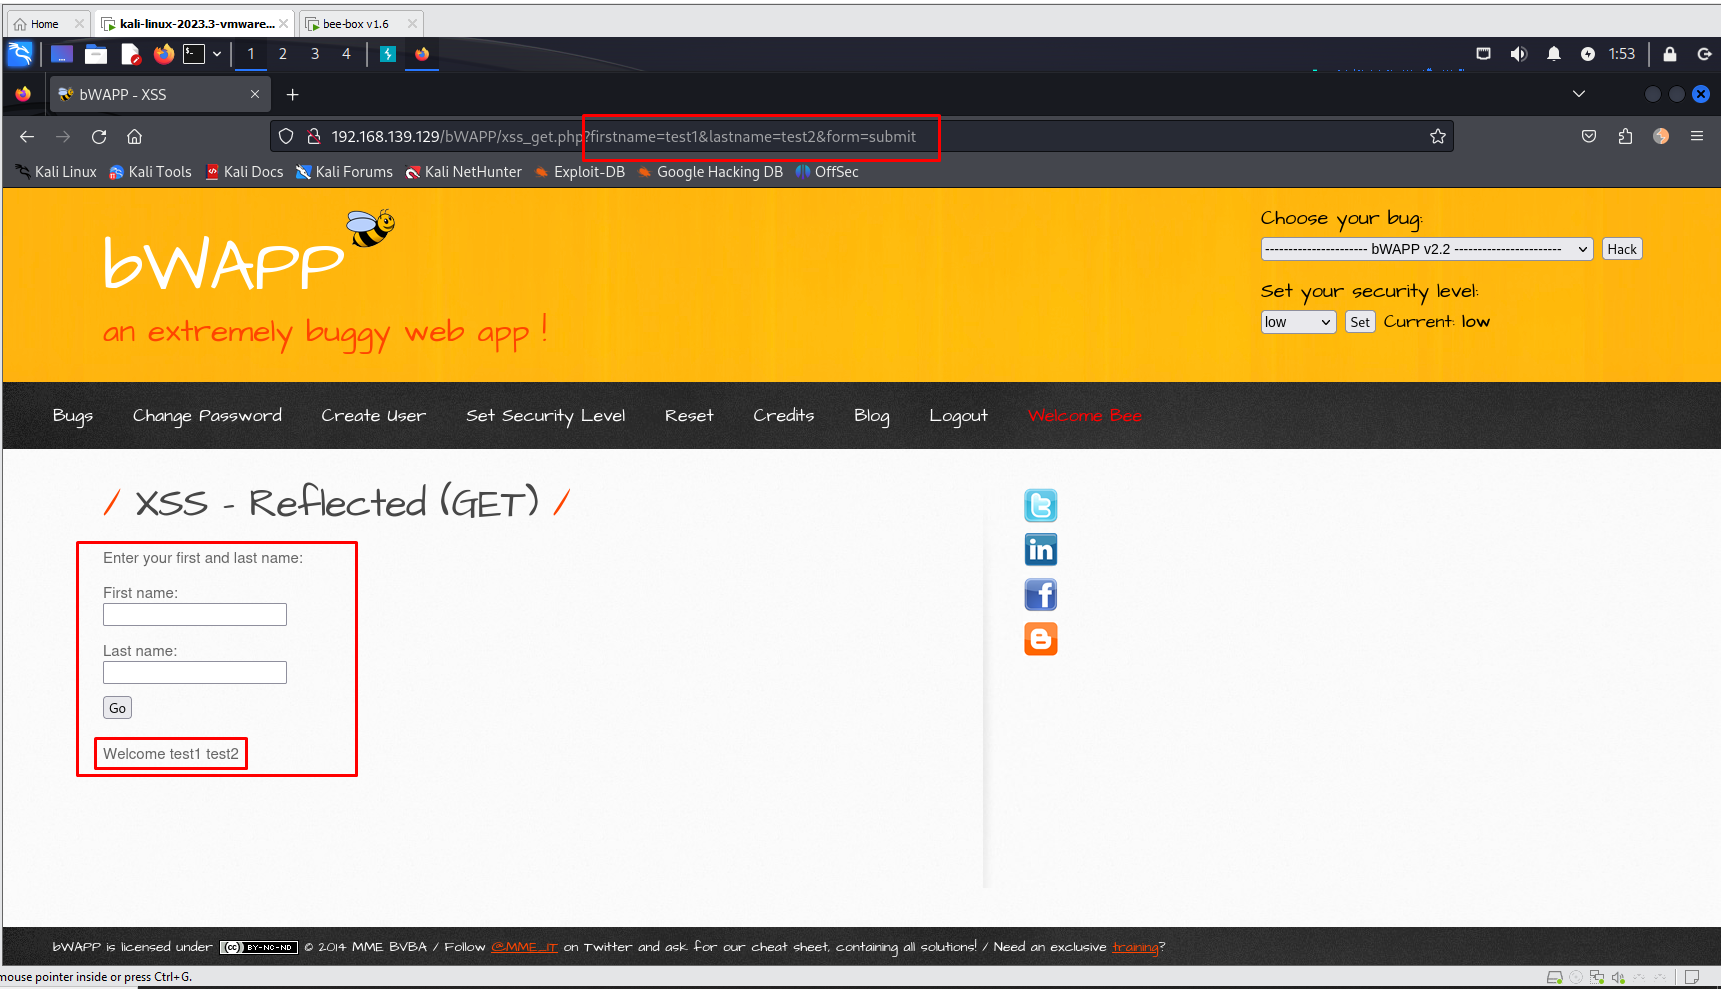 Home kali-linux-2023.3-vmware... bee-box v1.6
1 2 3 4 1:53
bWAPP - XSS
192.168.139.129/bWAPP/xss_get.php?firstname=test1&lastname=test2&form=submit
Kali Linux Kali Tools Kali Docs Kali Forums Kali NetHunter Exploit-DB Google Hacking DB OffSec
bWAPP
an extremely buggy web app !
Choose your bug:
---------------------- bWAPP v2.2 ----------------------- Hack
Set your security level:
low Set Current: low
Bugs Change Password Create User Set Security Level Reset Credits Blog Logout Welcome Bee
/ XSS - Reflected (GET) /
Enter your first and last name:
First name:
Last name:
Go
Welcome test1 test2
bWAPP is licensed under (cc) BY-NC-ND © 2014 MME BVBA / Follow @MME_IT on Twitter and ask for our cheat sheet, containing all solutions! / Need an exclusive training?
mouse pointer inside or press Ctrl+G.